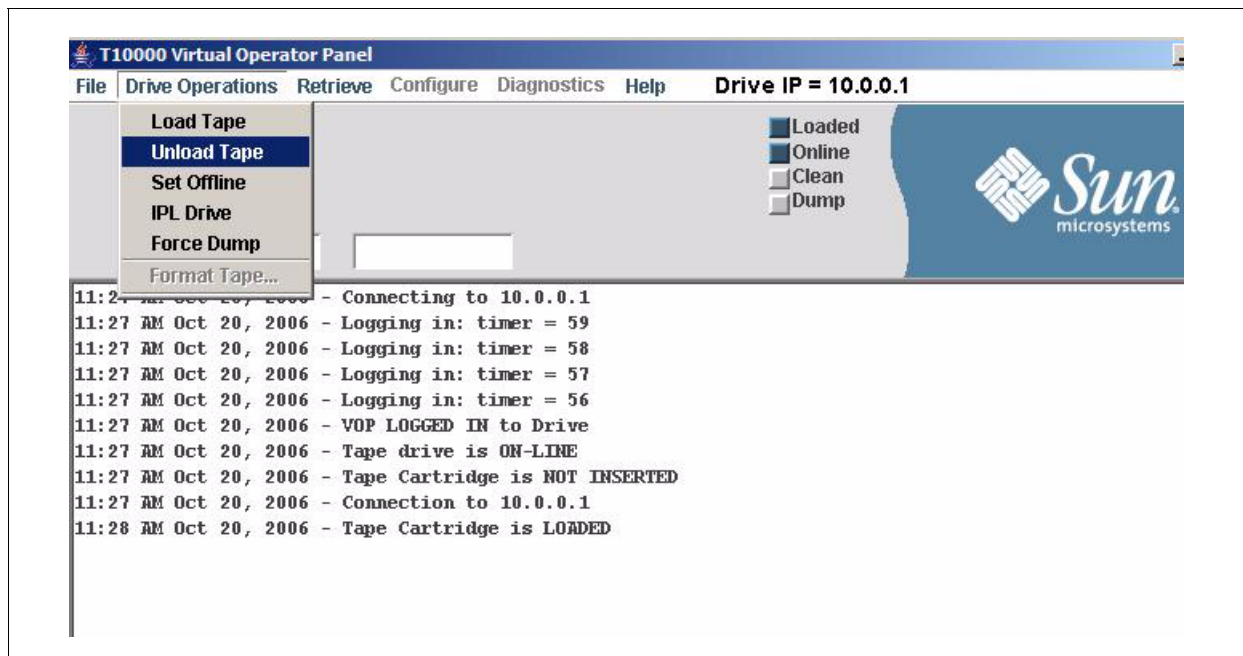 T10000 Virtual Operator Panel
File Drive Operations Retrieve Configure Diagnostics Help Drive IP = 10.0.0.1
Load Tape
Unload Tape
Set Offline
IPL Drive
Force Dump
Format Tape...
Loaded
Online
Clean
Dump
Sun.
microsystems
- Connecting to 10.0.0.1
11:27 AM Oct 20, 2006 - Logging in: timer = 59
11:27 AM Oct 20, 2006 - Logging in: timer = 58
11:27 AM Oct 20, 2006 - Logging in: timer = 57
11:27 AM Oct 20, 2006 - Logging in: timer = 56
11:27 AM Oct 20, 2006 - VOP LOGGED IN to Drive
11:27 AM Oct 20, 2006 - Tape drive is ON-LINE
11:27 AM Oct 20, 2006 - Tape Cartridge is NOT INSERTED
11:27 AM Oct 20, 2006 - Connection to 10.0.0.1
11:28 AM Oct 20, 2006 - Tape Cartridge is LOADED